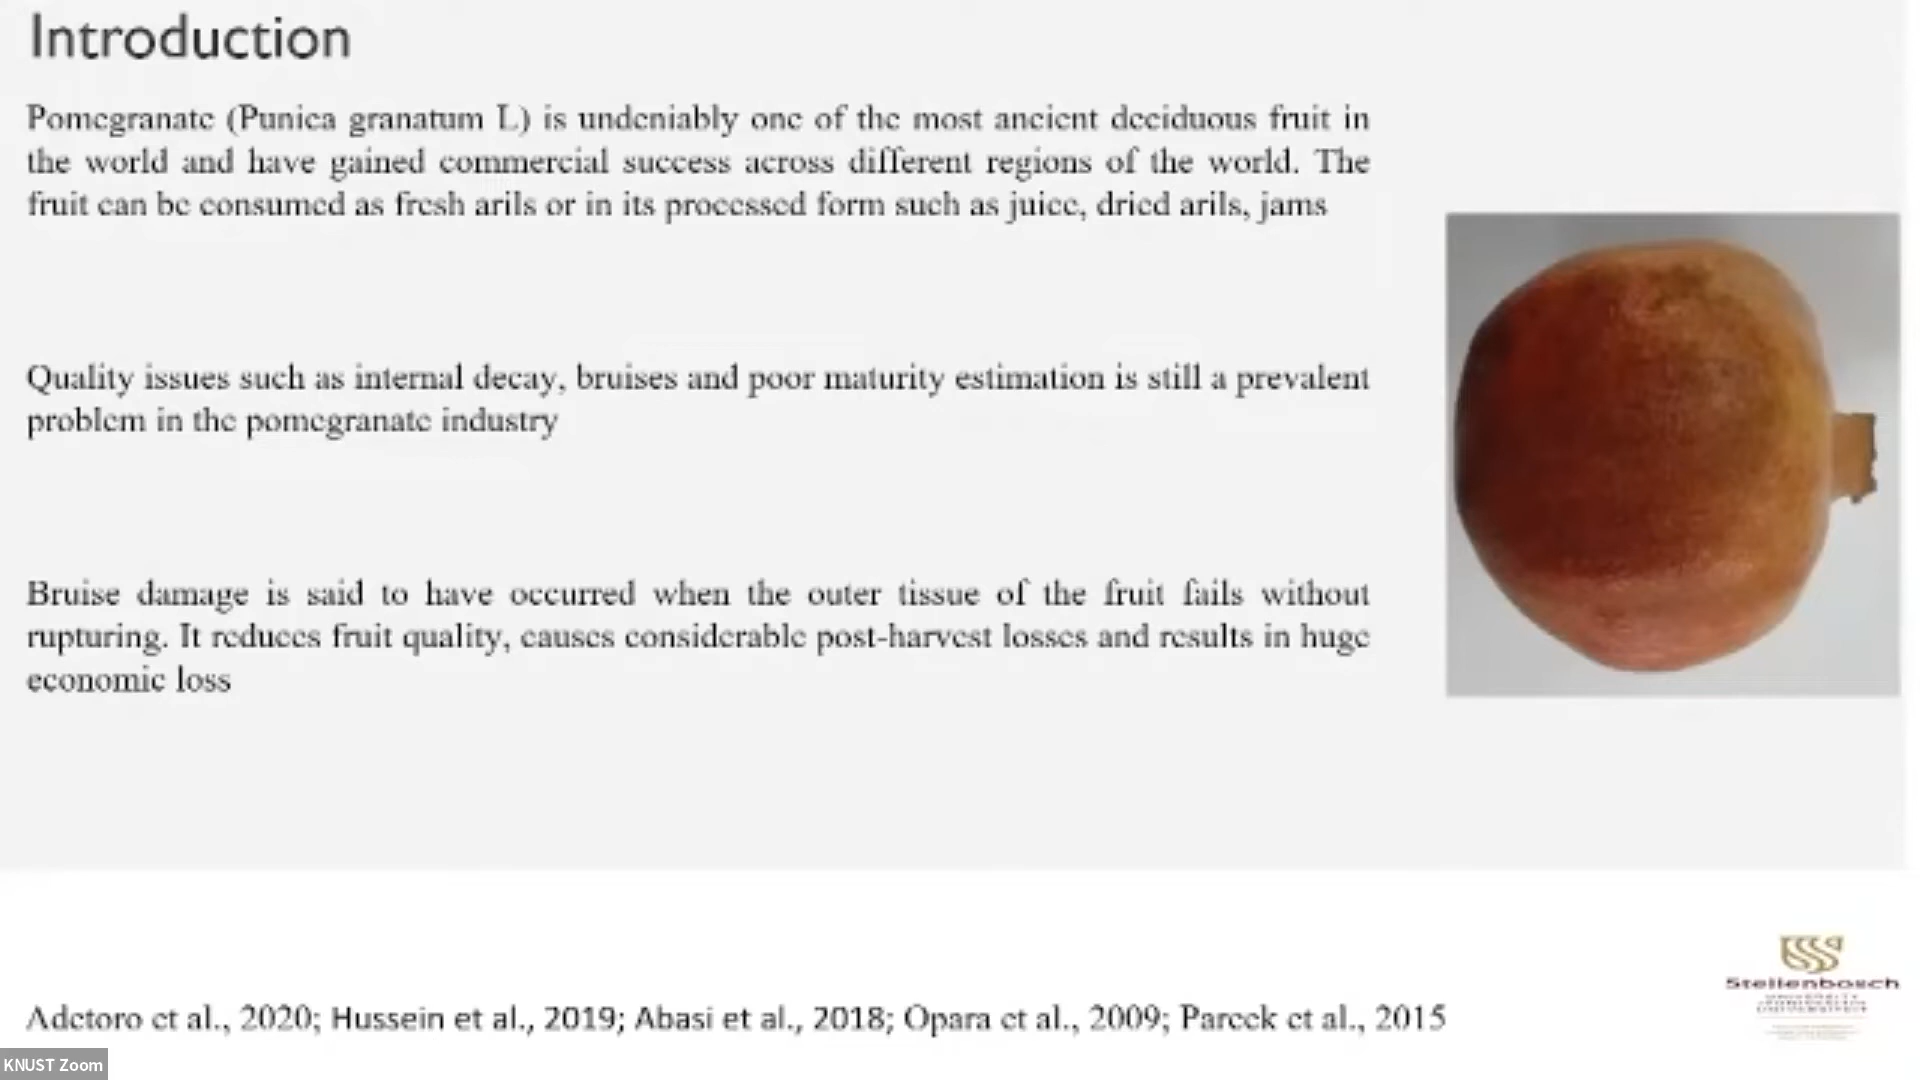 Introduction
Pomegranate (Punica granatum L) is undeniably one of the most ancient deciduous fruit in
the world and have gained commercial success across different regions of the world. The
fruit can be consumed as fresh arils or in its processed form such as juice, dried arils, jams
Quality issues such as internal decay, bruises and poor maturity estimation is still a prevalent
problem in the pomegranate industry
Bruise damage is said to have occurred when the outer tissue of the fruit fails without
rupturing. It reduces fruit quality, causes considerable post-harvest losses and results in huge
economic loss
Stellenbosch
Adetoro et al., 2020; Hussein et al., 2019; Abasi et al., 2018; Opara et al., 2009; Pareek et al., 2015
KNUST Zoom